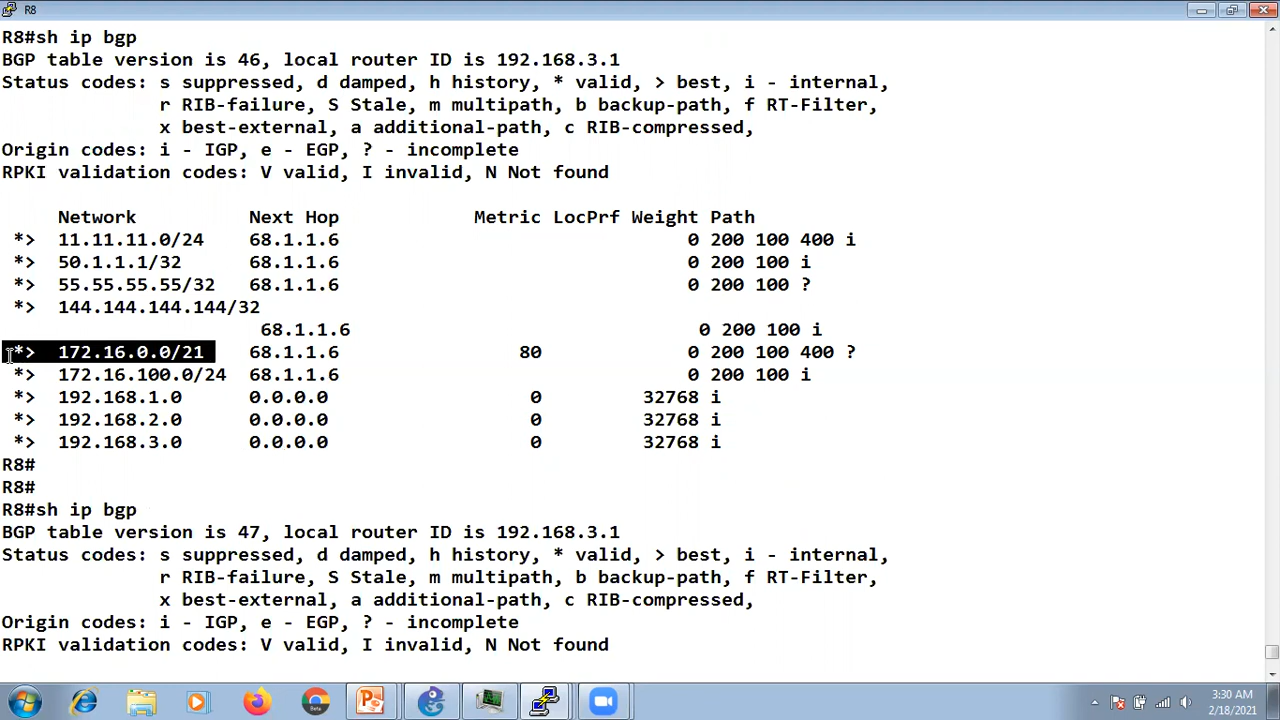 R8
R8#sh ip bgp
BGP table version is 46, local router ID is 192.168.3.1
Status codes: s suppressed, d damped, h history, * valid, > best, i - internal,
              r RIB-failure, S Stale, m multipath, b backup-path, f RT-Filter,
              x best-external, a additional-path, c RIB-compressed,
Origin codes: i - IGP, e - EGP, ? - incomplete
RPKI validation codes: V valid, I invalid, N Not found
     Network          Next Hop            Metric LocPrf Weight Path
 *>  11.11.11.0/24    68.1.1.6                               0 200 100 400 i
 *>  50.1.1.1/32      68.1.1.6                               0 200 100 i
 *>  55.55.55.55/32   68.1.1.6                               0 200 100 ?
 *>  144.144.144.144/32
                       68.1.1.6                               0 200 100 i
 *>  172.16.0.0/21    68.1.1.6                80             0 200 100 400 ?
 *>  172.16.100.0/24  68.1.1.6                               0 200 100 i
 *>  192.168.1.0      0.0.0.0                  0         32768 i
 *>  192.168.2.0      0.0.0.0                  0         32768 i
 *>  192.168.3.0      0.0.0.0                  0         32768 i
R8#
R8#
R8#sh ip bgp
BGP table version is 47, local router ID is 192.168.3.1
Status codes: s suppressed, d damped, h history, * valid, > best, i - internal,
              r RIB-failure, S Stale, m multipath, b backup-path, f RT-Filter,
              x best-external, a additional-path, c RIB-compressed,
Origin codes: i - IGP, e - EGP, ? - incomplete
RPKI validation codes: V valid, I invalid, N Not found
Beta
3:30 AM
2/18/2021